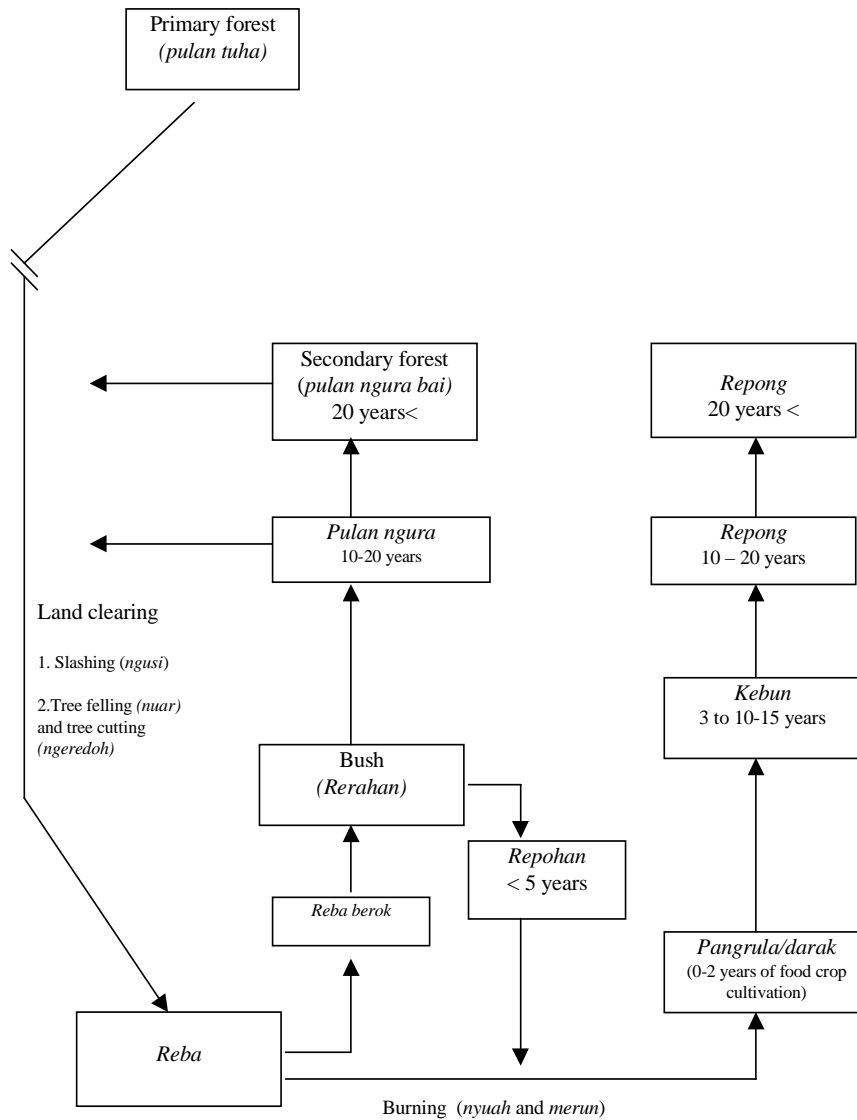 Primary forest
(pulan tuha)
Secondary forest
(pulan ngura bai)
20 years<
Repong
20 years <
Pulan ngura
10-20 years
Repong
10 – 20 years
Land clearing
1. Slashing (ngusi)
2.Tree felling (nuar)
and tree cutting
(ngeredoh)
Kebun
3 to 10-15 years
Bush
(Rerahan)
Repohan
< 5 years
Reba berok
Pangrula/darak
(0-2 years of food crop
cultivation)
Reba
Burning (nyuah and merun)